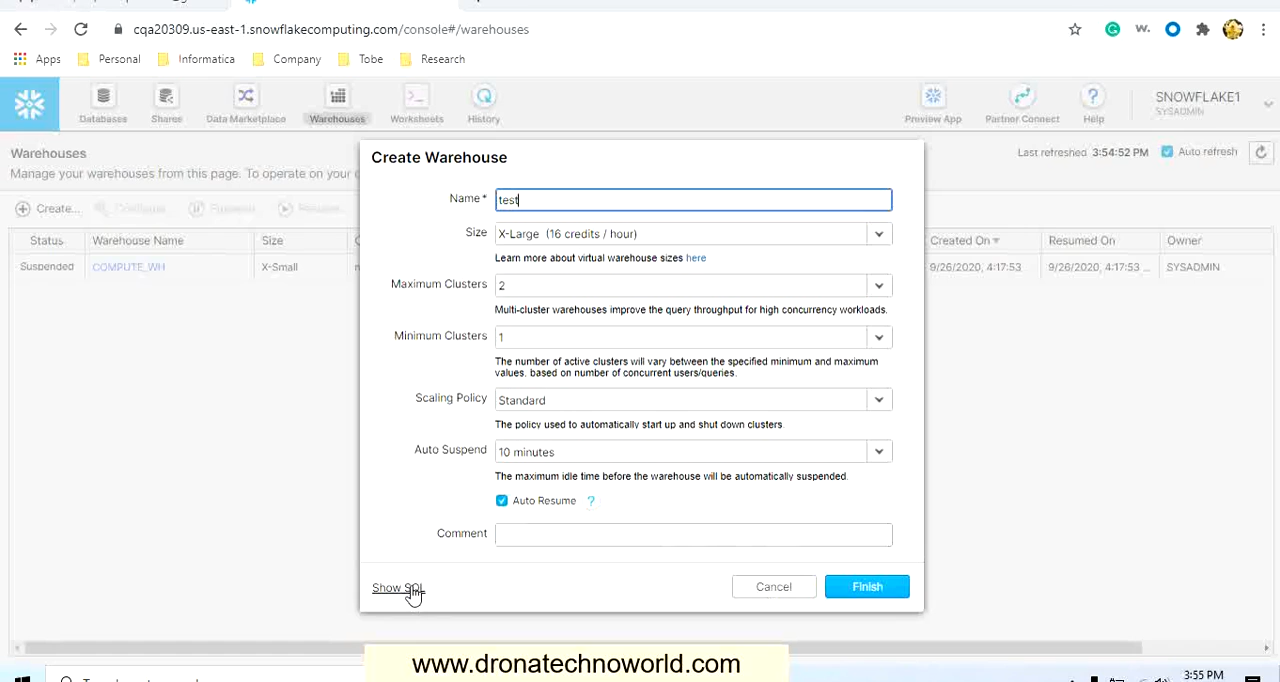 cqa20309.us-east-1.snowflakecomputing.com/console#/warehouses
Apps Personal Informatica Company Tobe Research
Databases Shares Data Marketplace Warehouses Worksheets History Preview App Partner Connect Help SNOWFLAKE1
SYSADMIN
Warehouses
Last refreshed 3:54:52 PM Auto refresh
Manage your warehouses from this page. To operate on your
Create... Configure... Suspend... Resume...
Status Warehouse Name Size Created On Resumed On Owner
Suspended COMPUTE_WH X-Small 9/26/2020, 4:17:53 9/26/2020, 4:17:53 ... SYSADMIN
Create Warehouse
Name * test
Size X-Large (16 credits / hour)
Learn more about virtual warehouse sizes here
Maximum Clusters 2
Multi-cluster warehouses improve the query throughput for high concurrency workloads.
Minimum Clusters 1
The number of active clusters will vary between the specified minimum and maximum
values, based on number of concurrent users/queries.
Scaling Policy Standard
The policy used to automatically start up and shut down clusters.
Auto Suspend 10 minutes
The maximum idle time before the warehouse will be automatically suspended.
Auto Resume ?
Comment
Show SQL Cancel Finish
www.dronatechnoworld.com
3:55 PM